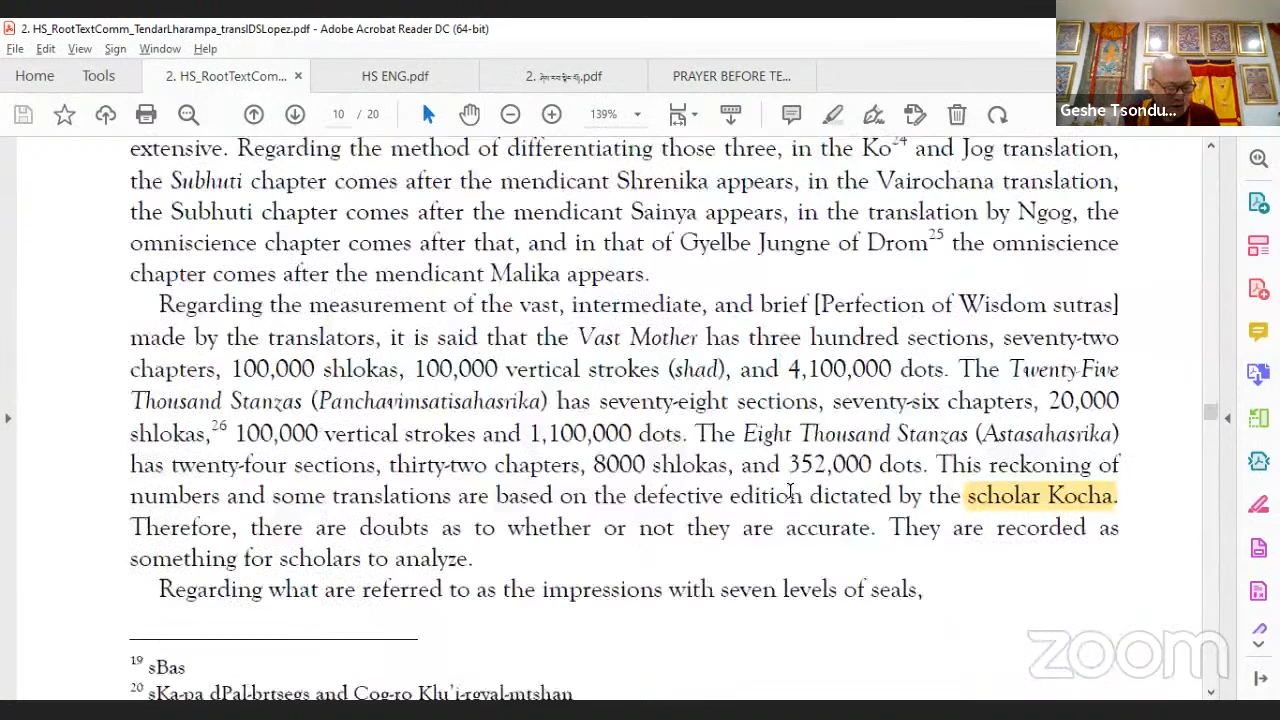 2. HS_RootTextComm_TendarLharampa_translDSLopez.pdf - Adobe Acrobat Reader DC (64-bit)
File Edit View Sign Window Help
Home Tools 2. HS_RootTextCom... × HS ENG.pdf PRAYER BEFORE TE...
10 / 20 139%
Geshe Tsondu...
extensive. Regarding the method of differentiating those three, in the Ko24 and Jog translation,
the Subhuti chapter comes after the mendicant Shrenika appears, in the Vairochana translation,
the Subhuti chapter comes after the mendicant Sainya appears, in the translation by Ngog, the
omniscience chapter comes after that, and in that of Gyelbe Jungne of Drom25 the omniscience
chapter comes after the mendicant Malika appears.
Regarding the measurement of the vast, intermediate, and brief [Perfection of Wisdom sutras]
made by the translators, it is said that the Vast Mother has three hundred sections, seventy-two
chapters, 100,000 shlokas, 100,000 vertical strokes (shad), and 4,100,000 dots. The Twenty-Five
Thousand Stanzas (Panchavimsatisahasrika) has seventy-eight sections, seventy-six chapters, 20,000
shlokas,26 100,000 vertical strokes and 1,100,000 dots. The Eight Thousand Stanzas (Astasahasrika)
has twenty-four sections, thirty-two chapters, 8000 shlokas, and 352,000 dots. This reckoning of
numbers and some translations are based on the defective edition dictated by the scholar Kocha.
Therefore, there are doubts as to whether or not they are accurate. They are recorded as
something for scholars to analyze.
Regarding what are referred to as the impressions with seven levels of seals,
19 sBas
20 sKa-pa dPal-brtsegs and Cog-ro Klu'i-rgyal-mtshan
zoom